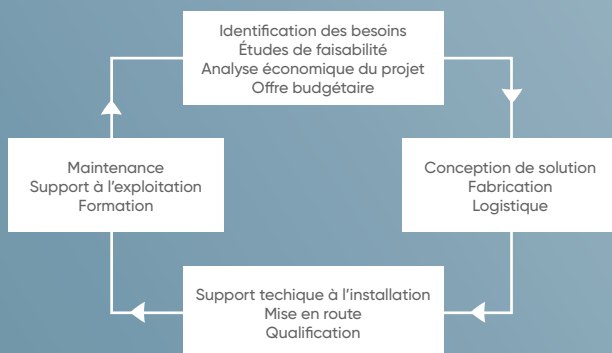 Identification des besoins
Études de faisabilité
Analyse économique du projet
Offre budgétaire
Conception de solution
Fabrication
Logistique
Support techique à l'installation
Mise en route
Qualification
Maintenance
Support à l'exploitation
Formation